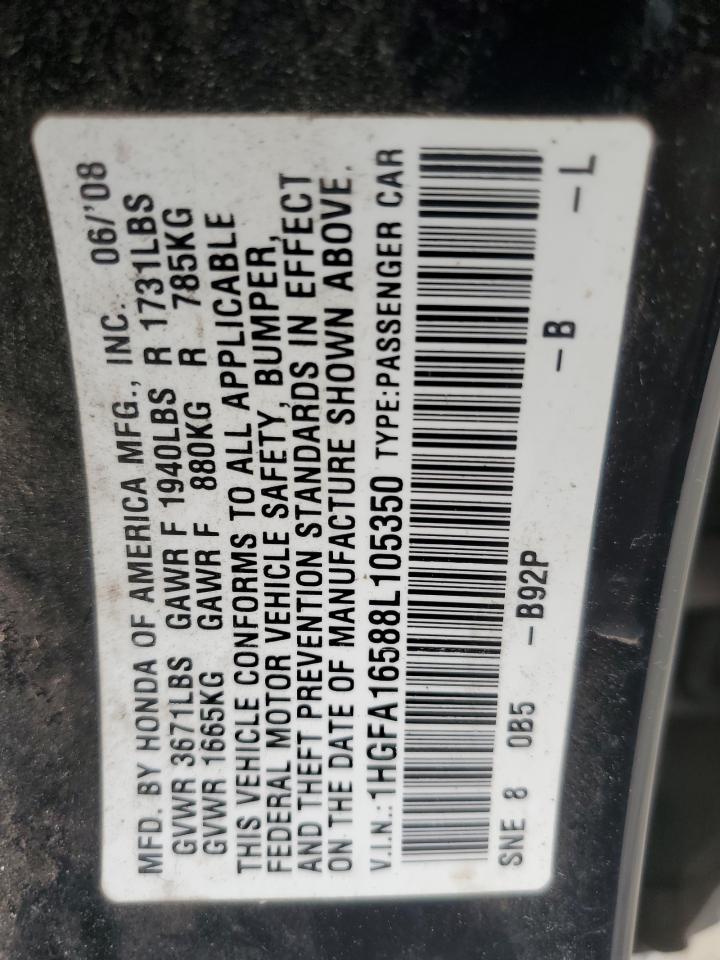 MFD. BY HONDA OF AMERICA MFG., INC. 06/'08
GVWR 3671LBS GAWR F 1940LBS R 1731LBS
GVWR 1665KG GAWR F 880KG R 785KG
THIS VEHICLE CONFORMS TO ALL APPLICABLE
FEDERAL MOTOR VEHICLE SAFETY, BUMPER,
AND THEFT PREVENTION STANDARDS IN EFFECT
ON THE DATE OF MANUFACTURE SHOWN ABOVE.
V.I.N.:1HGFA16588L105350 TYPE:PASSENGER CAR
SNE 8 0B5 -B92P -B -L